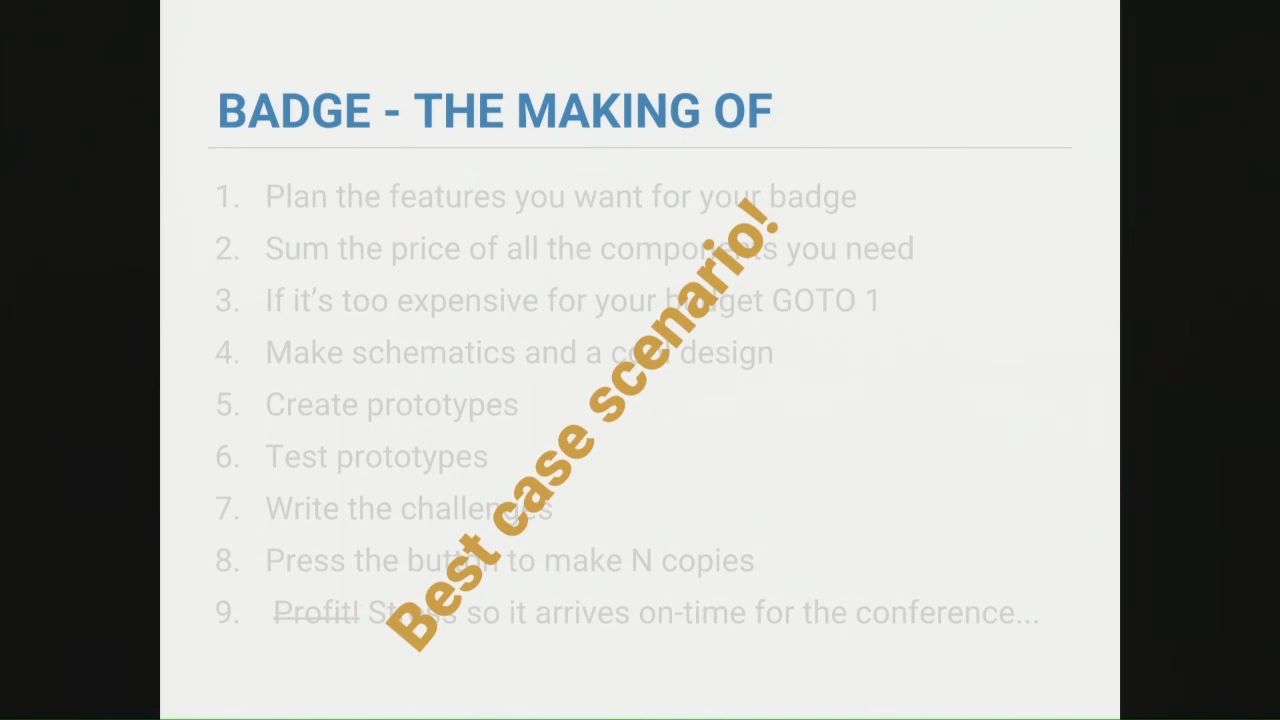 BADGE - THE MAKING OF
1. Plan the features you want for your badge
2. Sum the price of all the components you need
3. If it's too expensive for your budget GOTO 1
4. Make schematics and a cool design
5. Create prototypes
6. Test prototypes
7. Write the challenges
8. Press the button to make N copies
9. Profit! Stress so it arrives on-time for the conference...
Best case scenario!